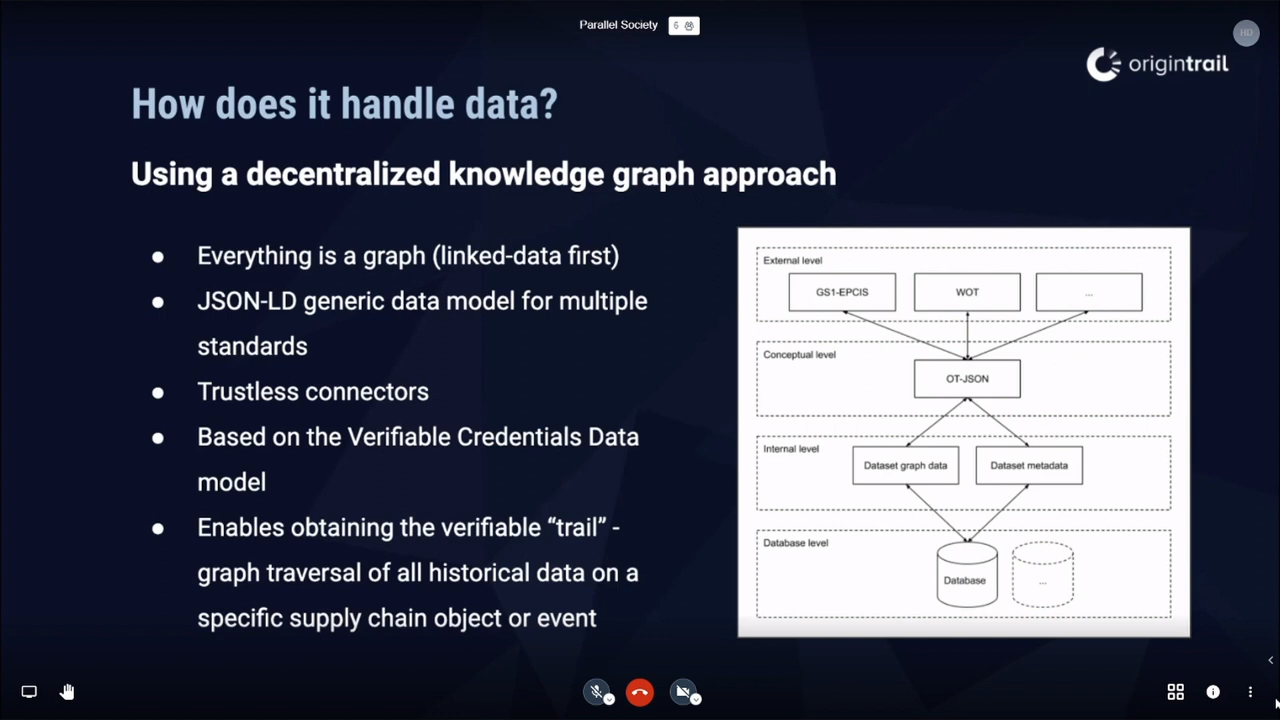 Parallel Society 6
HD
origintrail
How does it handle data?
Using a decentralized knowledge graph approach
● Everything is a graph (linked-data first)
● JSON-LD generic data model for multiple
standards
● Trustless connectors
● Based on the Verifiable Credentials Data
model
● Enables obtaining the verifiable “trail” -
graph traversal of all historical data on a
specific supply chain object or event
External level
GS1-EPCIS WOT ...
Conceptual level
OT-JSON
Internal level
Dataset graph data Dataset metadata
Database level
Database ...